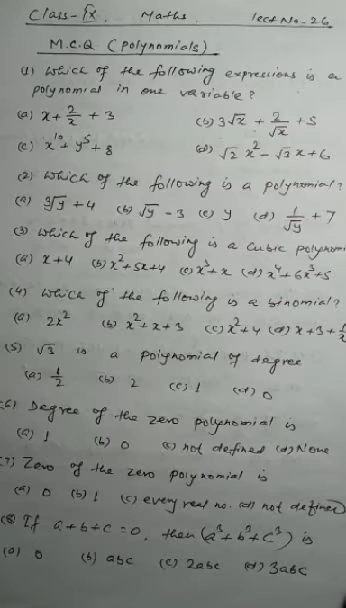 Class-IX. Maths. Test No. 26
M.C.Q (Polynomials)
(1) Which of the following expressions is a
polynomial in one variable?
(a) x + 2/x + 3 (b) 3√x + 2/√x + 5
(c) x¹⁰ + y⁵ + 8 (d) √2 x² - √3 x + 6
(2) Which of the following is a polynomial?
(a) ∛y + 4 (b) √y - 3 (c) y (d) 1/√y + 7
(3) Which of the following is a cubic polynomi
(a) x + 4 (b) x² + 5x + 4 (c) x³ + x (d) x⁴ + 6x³ + 5
(4) Which of the following is a binomial?
(a) 2x² (b) x² + x + 3 (c) x² + 4 (d) x + 3 + 1/x
(5) √3 is a polynomial of degree
(a) 1/2 (b) 2 (c) 1 (d) 0
(6) Degree of the zero polynomial is
(a) 1 (b) 0 (c) not defined (d) None
(7) Zero of the zero polynomial is
(a) 0 (b) 1 (c) every real no. (d) not defined
(8) If a + b + c = 0, then (a³ + b³ + c³) is
(a) 0 (b) abc (c) 2abc (d) 3abc